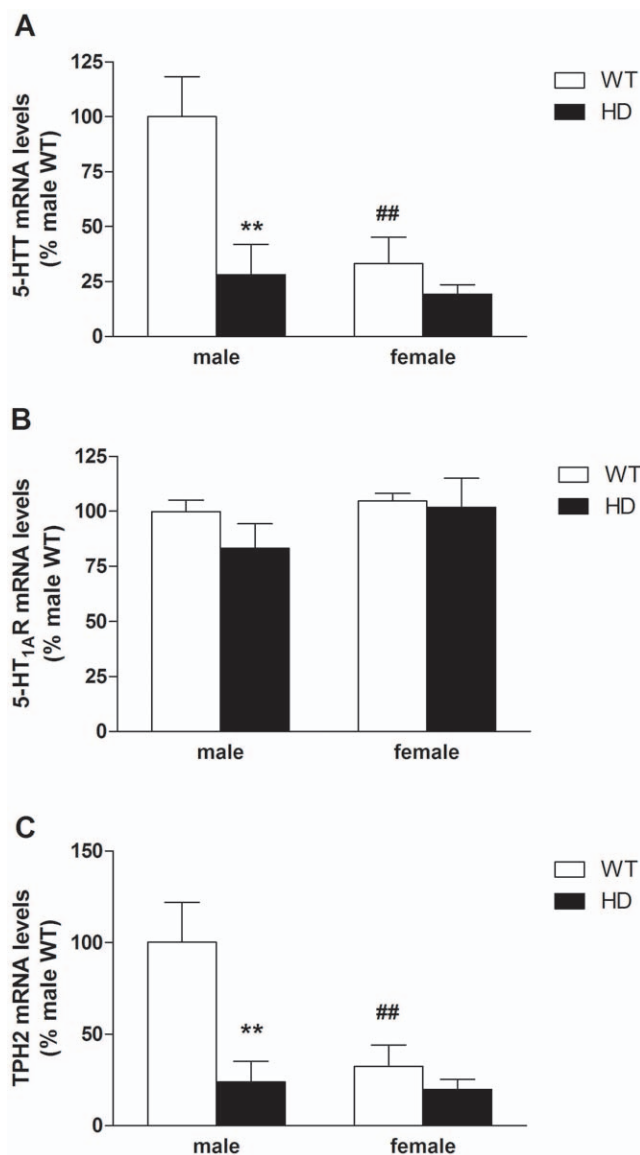 A
5-HTT mRNA levels
(% male WT)
125
100
75
50
25
0
**
##
male
female
WT
HD
B
5-HT1AR mRNA levels
(% male WT)
125
100
75
50
25
0
male
female
WT
HD
C
TPH2 mRNA levels
(% male WT)
150
100
50
0
**
##
male
female
WT
HD